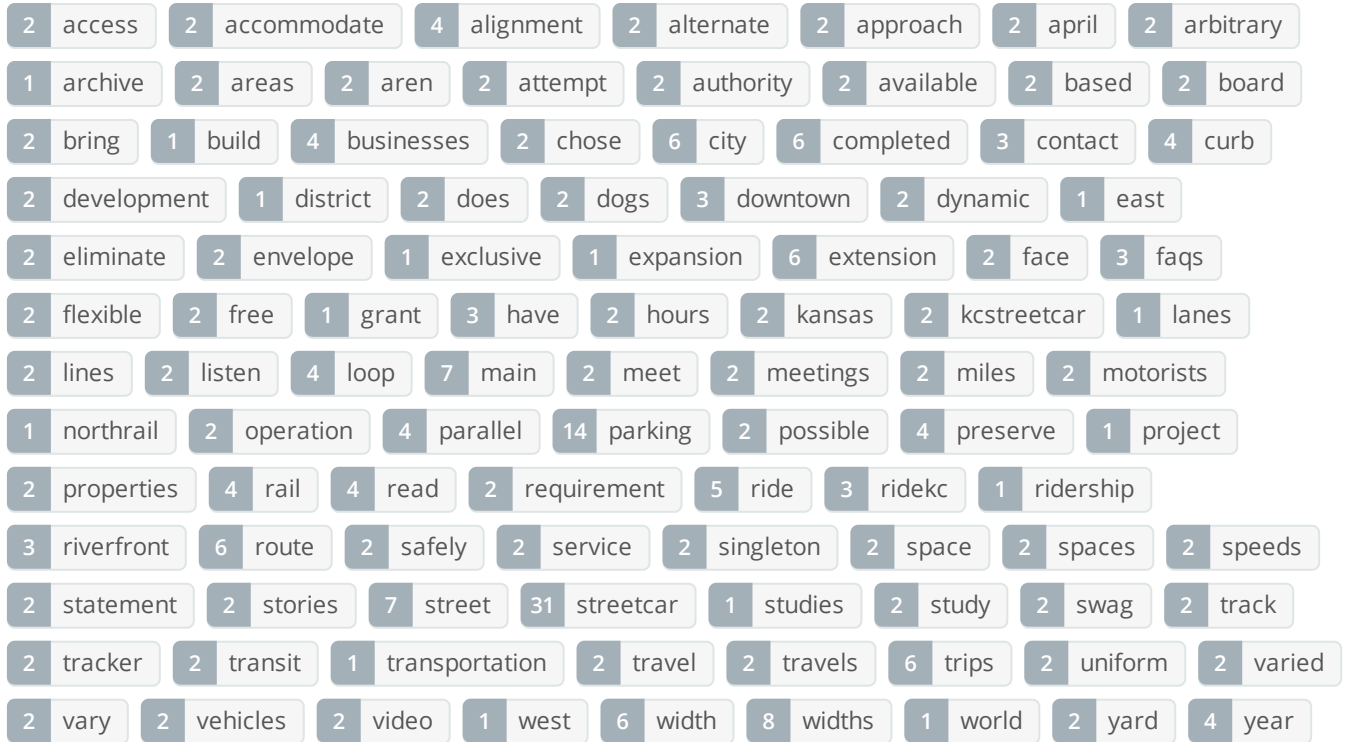 2 access 2 accommodate 4 alignment 2 alternate 2 approach 2 april 2 arbitrary
1 archive 2 areas 2 aren 2 attempt 2 authority 2 available 2 based 2 board
2 bring 1 build 4 businesses 2 chose 6 city 6 completed 3 contact 4 curb
2 development 1 district 2 does 2 dogs 3 downtown 2 dynamic 1 east
2 eliminate 2 envelope 1 exclusive 1 expansion 6 extension 2 face 3 faqs
2 flexible 2 free 1 grant 3 have 2 hours 2 kansas 2 kcstreetcar 1 lanes
2 lines 2 listen 4 loop 7 main 2 meet 2 meetings 2 miles 2 motorists
1 northrail 2 operation 4 parallel 14 parking 2 possible 4 preserve 1 project
2 properties 4 rail 4 read 2 requirement 5 ride 3 ridekc 1 ridership
3 riverfront 6 route 2 safely 2 service 2 singleton 2 space 2 spaces 2 speeds
2 statement 2 stories 7 street 31 streetcar 1 studies 2 study 2 swag 2 track
2 tracker 2 transit 1 transportation 2 travel 2 travels 6 trips 2 uniform 2 varied
2 vary 2 vehicles 2 video 1 west 6 width 8 widths 1 world 2 yard 4 year